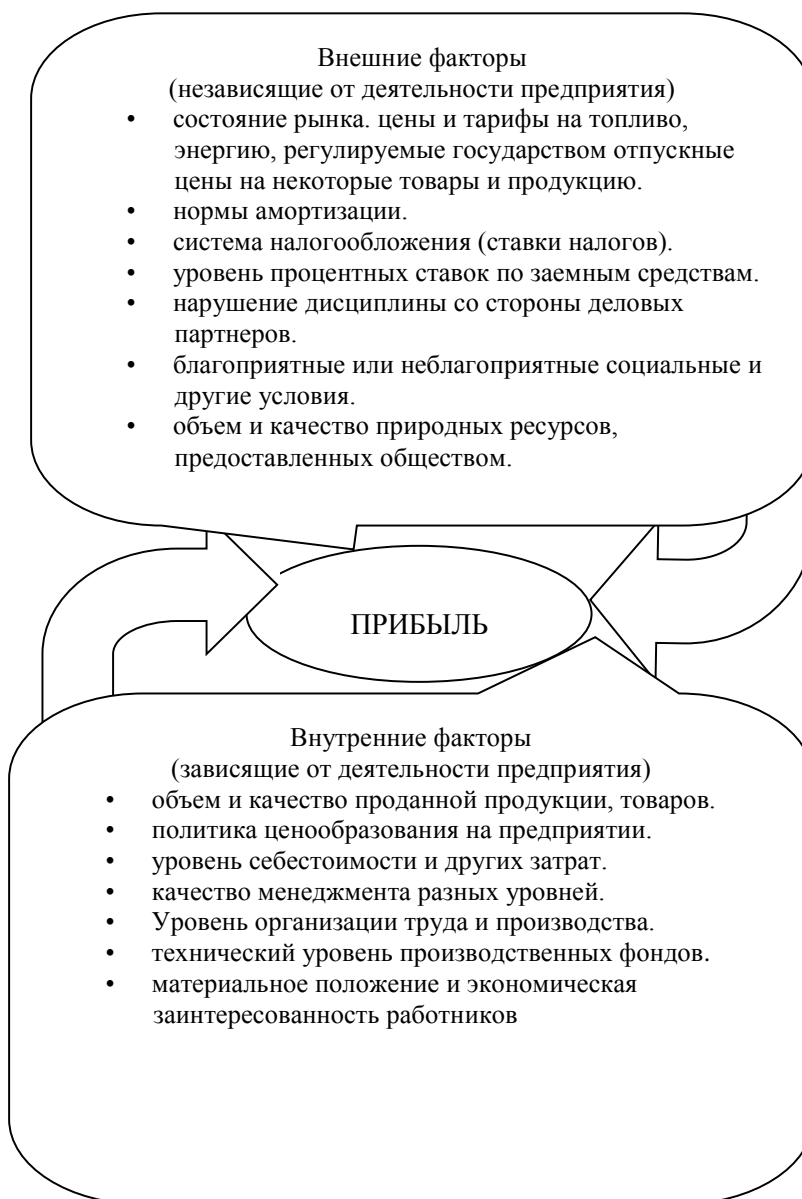 Внешние факторы
(независящие от деятельности предприятия)
• состояние рынка. цены и тарифы на топливо,
энергию, регулируемые государством отпускные
цены на некоторые товары и продукцию.
• нормы амортизации.
• система налогообложения (ставки налогов).
• уровень процентных ставок по заемным средствам.
• нарушение дисциплины со стороны деловых
партнеров.
• благоприятные или неблагоприятные социальные и
другие условия.
• объем и качество природных ресурсов,
предоставленных обществом.
ПРИБЫЛЬ
Внутренние факторы
(зависящие от деятельности предприятия)
• объем и качество проданной продукции, товаров.
• политика ценообразования на предприятии.
• уровень себестоимости и других затрат.
• качество менеджмента разных уровней.
• Уровень организации труда и производства.
• технический уровень производственных фондов.
• материальное положение и экономическая
заинтересованность работников